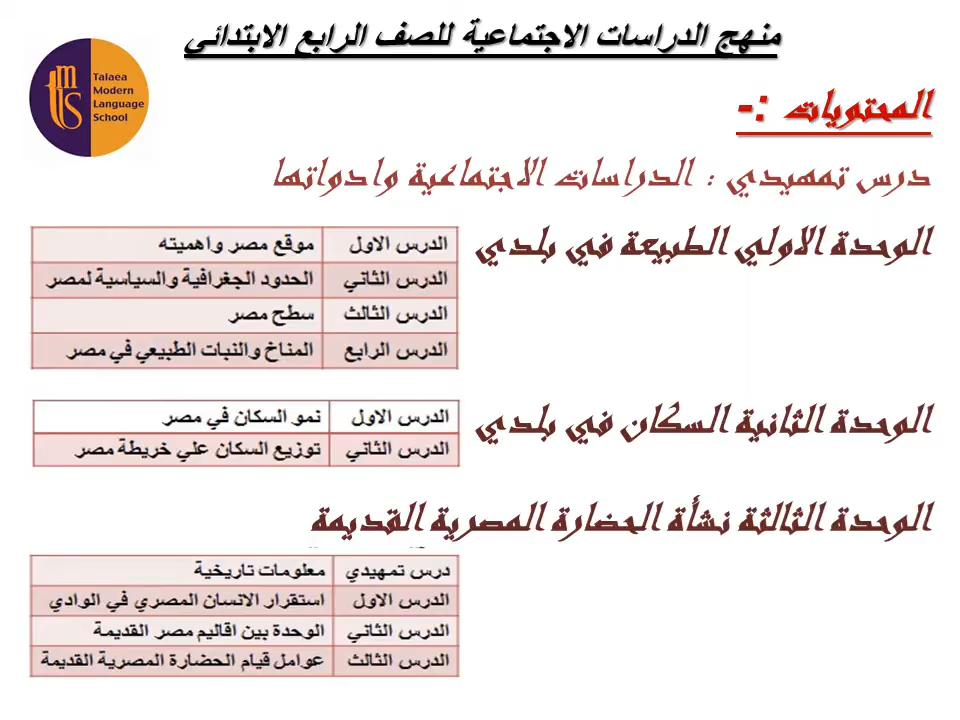 منهج الدراسات الاجتماعية للصف الرابع الابتدائي
Talaea
Modern
Language
School
المحتويات :-
درس تمهيدي : الدراسات الاجتماعية وادواتها
الوحدة الاولي الطبيعة في بلدي
الدرس الاول موقع مصر واهميته
الدرس الثاني الحدود الجغرافية والسياسية لمصر
الدرس الثالث سطح مصر
الدرس الرابع المناخ والنبات الطبيعي في مصر
الوحدة الثانية السكان في بلدي
الدرس الاول نمو السكان في مصر
الدرس الثاني توزيع السكان علي خريطة مصر
الوحدة الثالثة نشأة الحضارة المصرية القديمة
درس تمهيدي معلومات تاريخية
الدرس الاول استقرار الانسان المصري في الوادي
الدرس الثاني الوحدة بين اقاليم مصر القديمة
الدرس الثالث عوامل قيام الحضارة المصرية القديمة